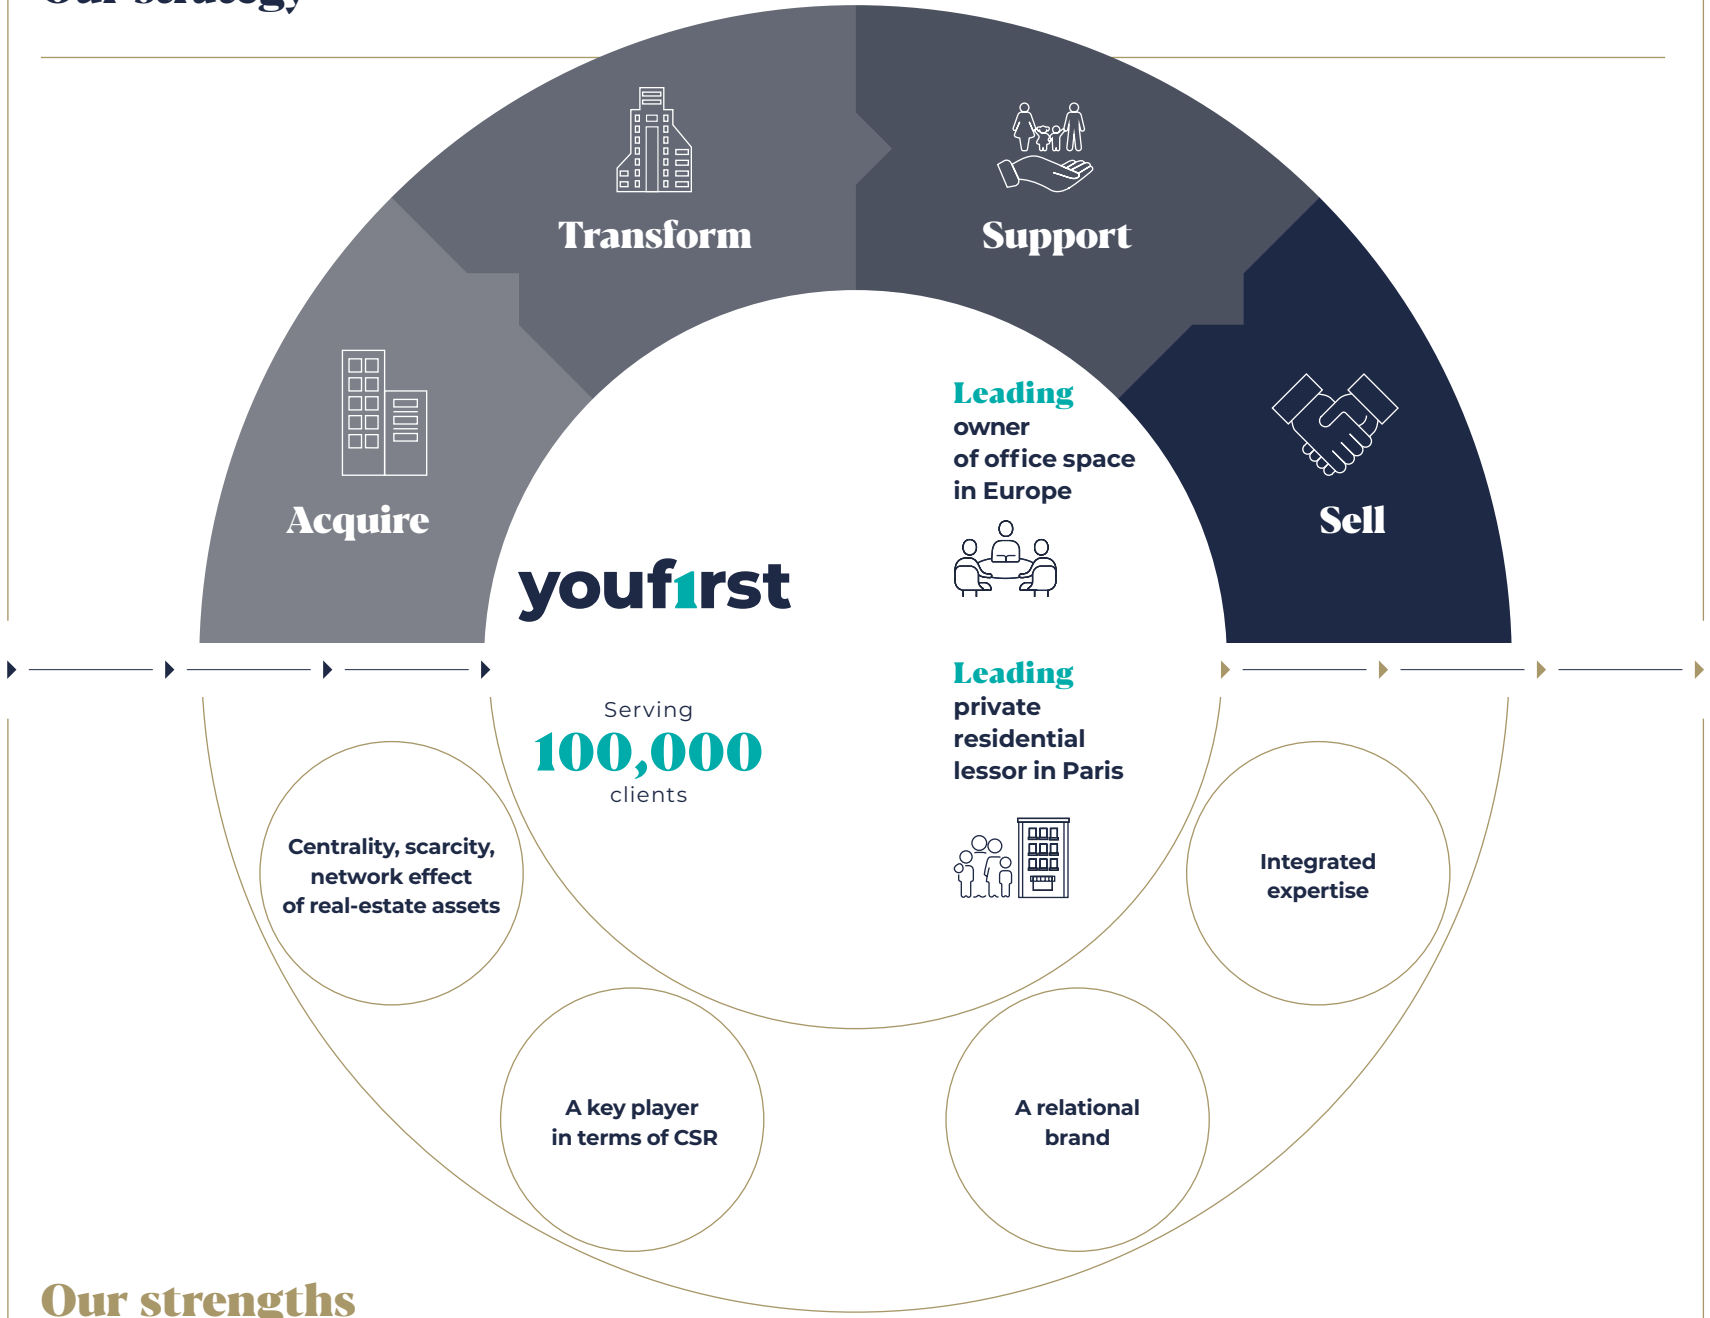 Our strategy
Transform
Support
Acquire
Sell
Leading
owner
of office space
in Europe
youf1rst
Serving
100,000
clients
Leading
private
residential
lessor in Paris
Centrality, scarcity,
network effect
of real-estate assets
A key player
in terms of CSR
A relational
brand
Integrated
expertise
Our strengths